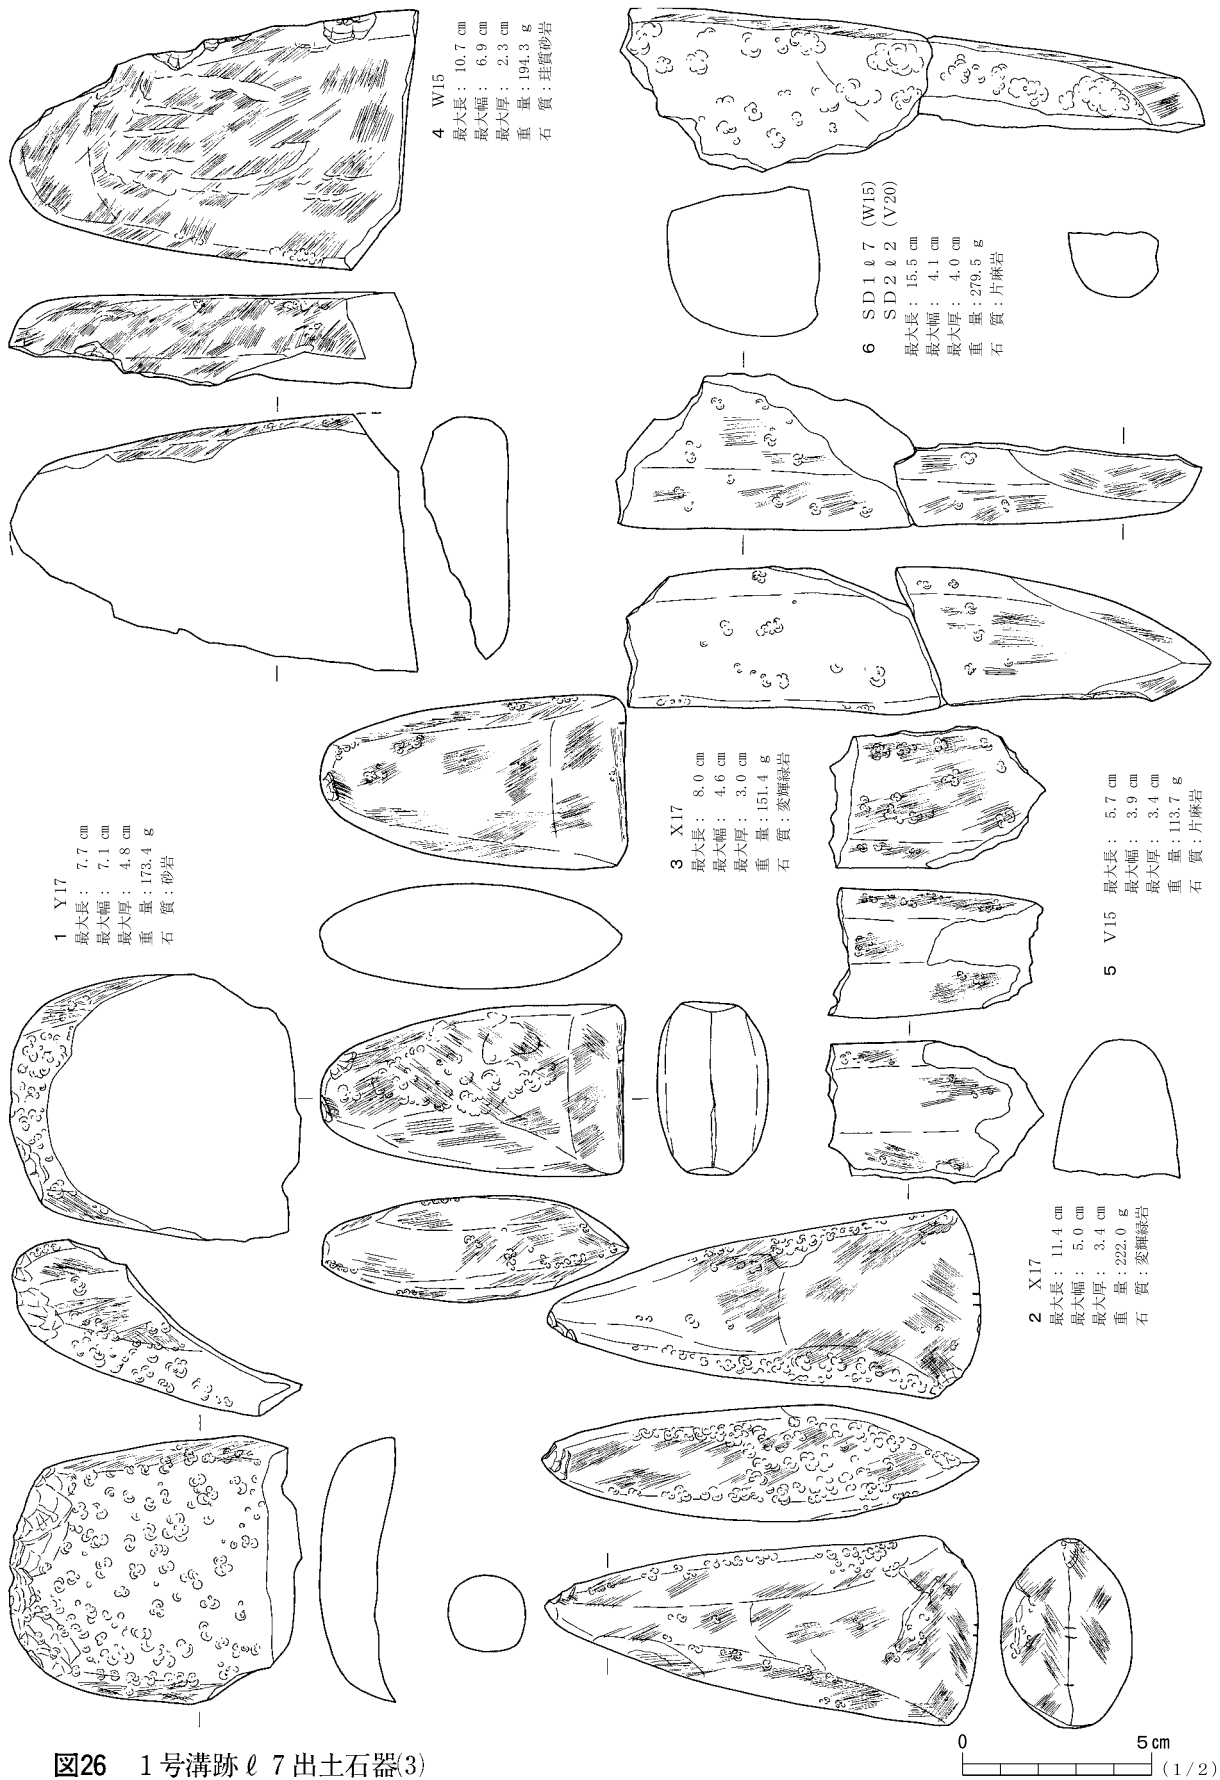 1 Y17
最大長: 7.7 cm
最大幅: 7.1 cm
最大厚: 4.8 cm
重 量:173.4 g
石 質:砂岩
2 X17
最大長: 11.4 cm
最大幅: 5.0 cm
最大厚: 3.4 cm
重 量:222.0 g
石 質:変輝緑岩
3 X17
最大長: 8.0 cm
最大幅: 4.6 cm
最大厚: 3.0 cm
重 量:151.4 g
石 質:変輝緑岩
4 W15
最大長: 10.7 cm
最大幅: 6.9 cm
最大厚: 2.3 cm
重 量:194.3 g
石 質:珪質砂岩
5 V15
最大長: 5.7 cm
最大幅: 3.9 cm
最大厚: 3.4 cm
重 量:113.7 g
石 質:片麻岩
6 SD1ℓ7 (W15)
SD2ℓ2 (V20)
最大長: 15.5 cm
最大幅: 4.1 cm
最大厚: 4.0 cm
重 量:279.5 g
石 質:片麻岩
0 5cm
(1/2)
図26 1号溝跡ℓ7出土石器(3)